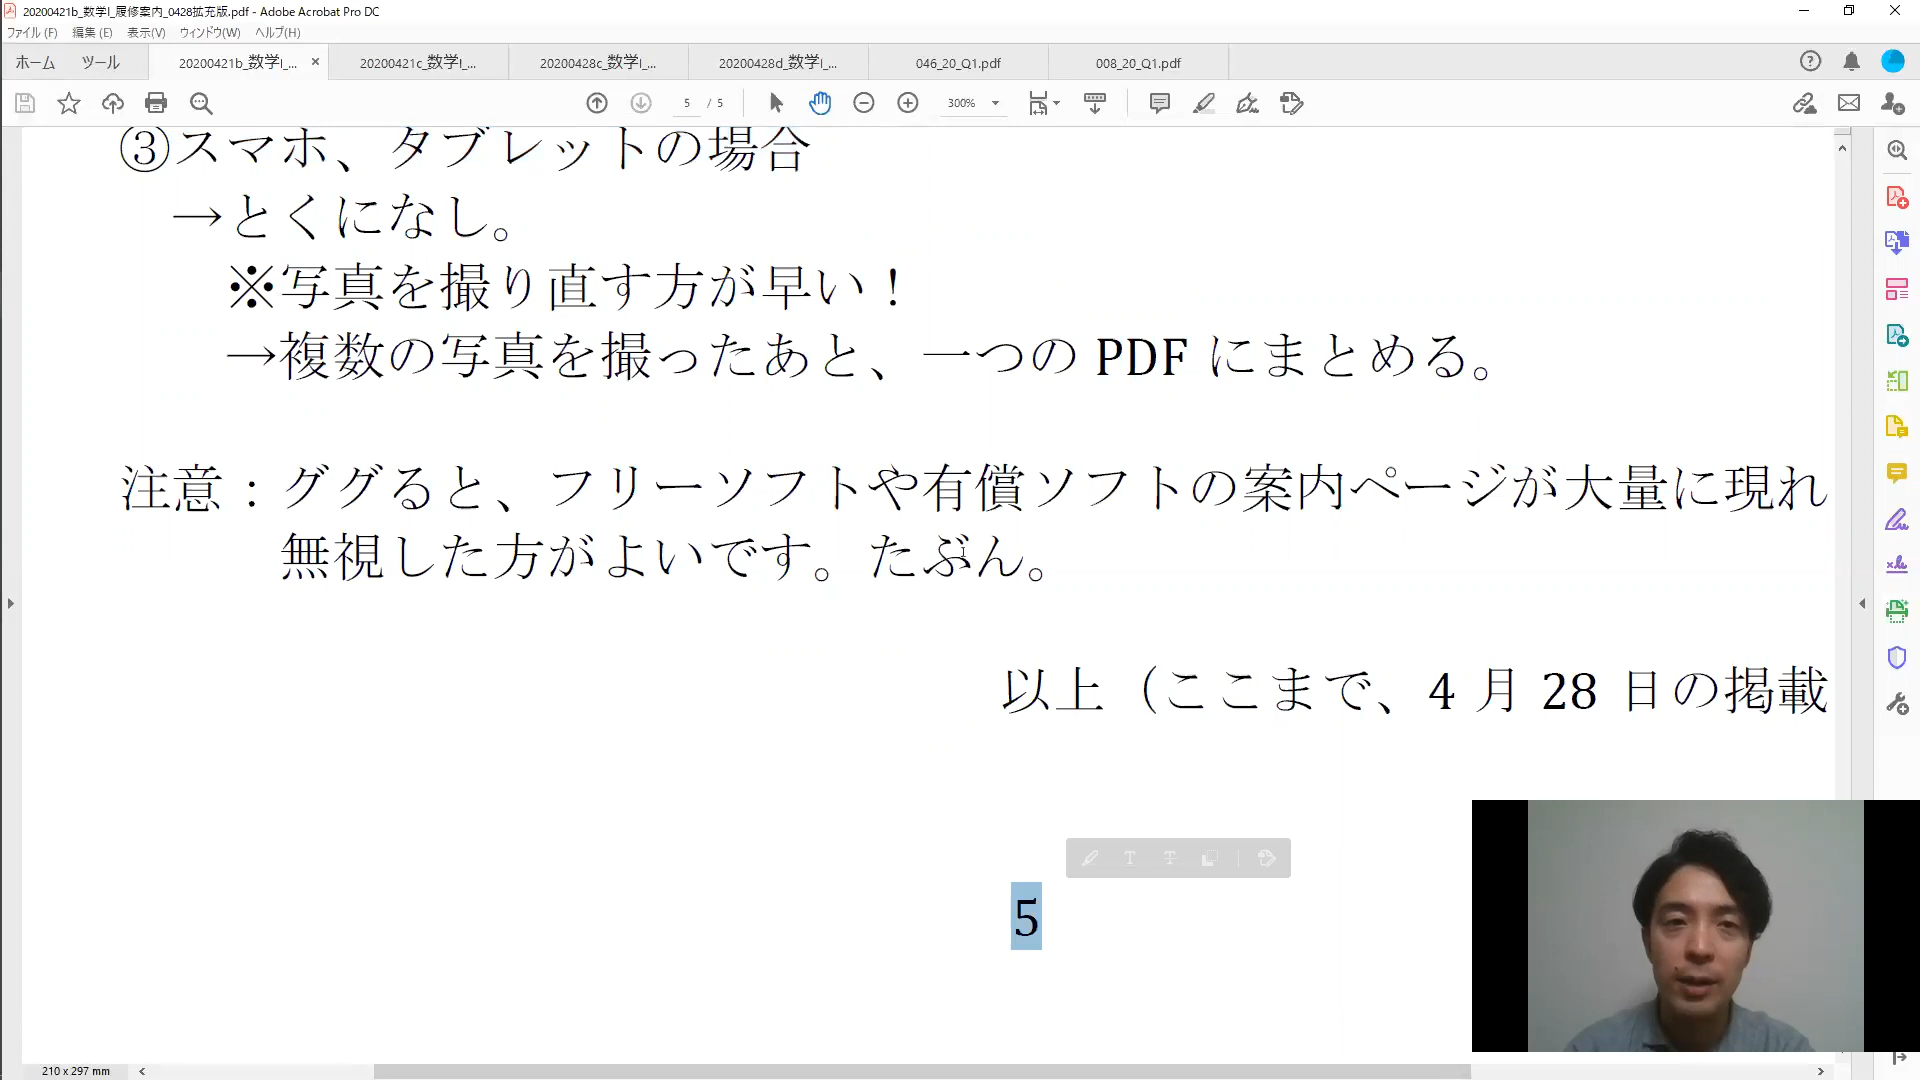 20200421b_数学I_履修案内_0428拡充版.pdf - Adobe Acrobat Pro DC
ファイル(F) 編集(E) 表示(V) ウィンドウ(W) ヘルプ(H)
ホーム ツール 20200421b_数学I_... × 20200421c_数学I_... 20200428c_数学I_... 20200428d_数学I_... 046_20_Q1.pdf 008_20_Q1.pdf
5 / 5 300%
③スマホ、タブレットの場合
→とくになし。
※写真を撮り直す方が早い！
→複数の写真を撮ったあと、一つの PDF にまとめる。
注意：ググると、フリーソフトや有償ソフトの案内ページが大量に現れ
無視した方がよいです。たぶん。
以上（ここまで、4 月 28 日の掲載
5
210 x 297 mm